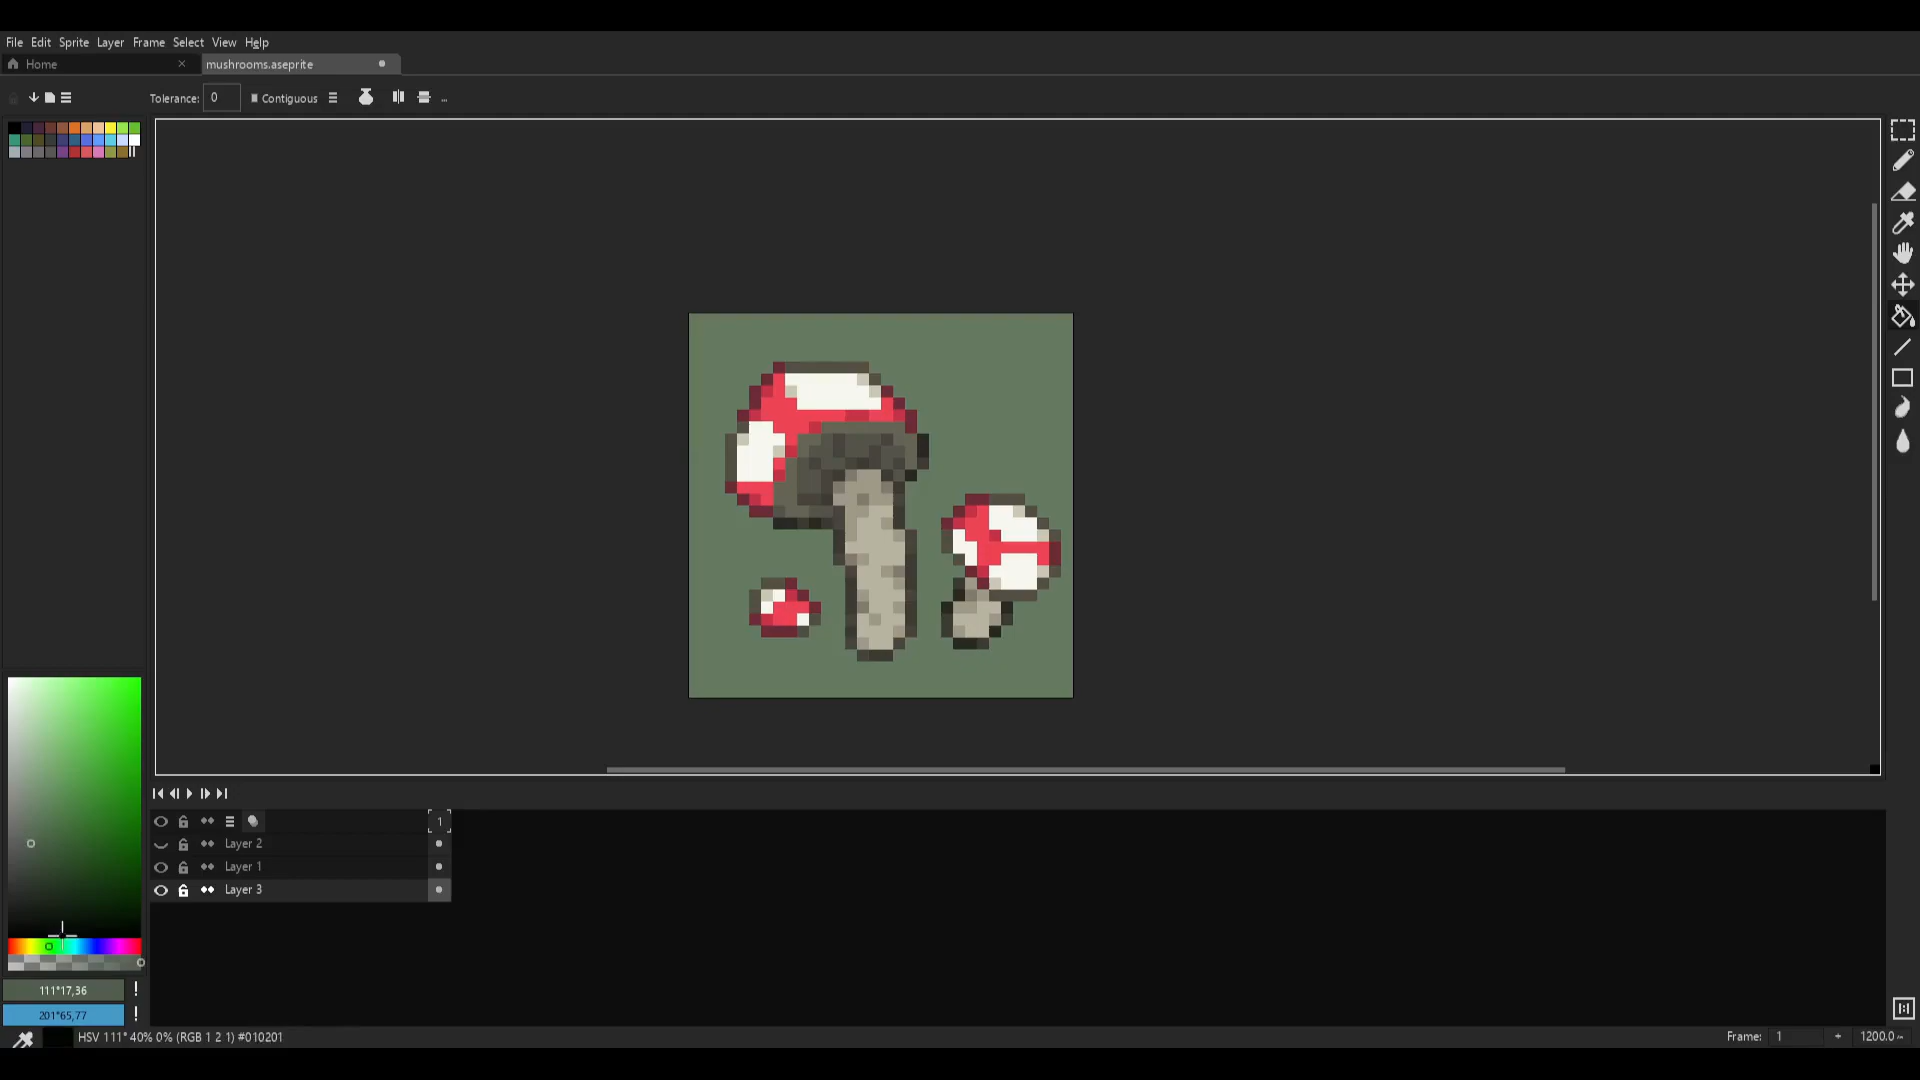 File Edit Sprite Layer Frame Select View Help
Home mushrooms.aseprite
Tolerance: 0 Contiguous ...
1
Layer 2
Layer 1
Layer 3
111°17,36 !
201°65,77 !
HSV 111° 40% 0% (RGB 1 2 1) #010201 Frame: 1 + 1200.0